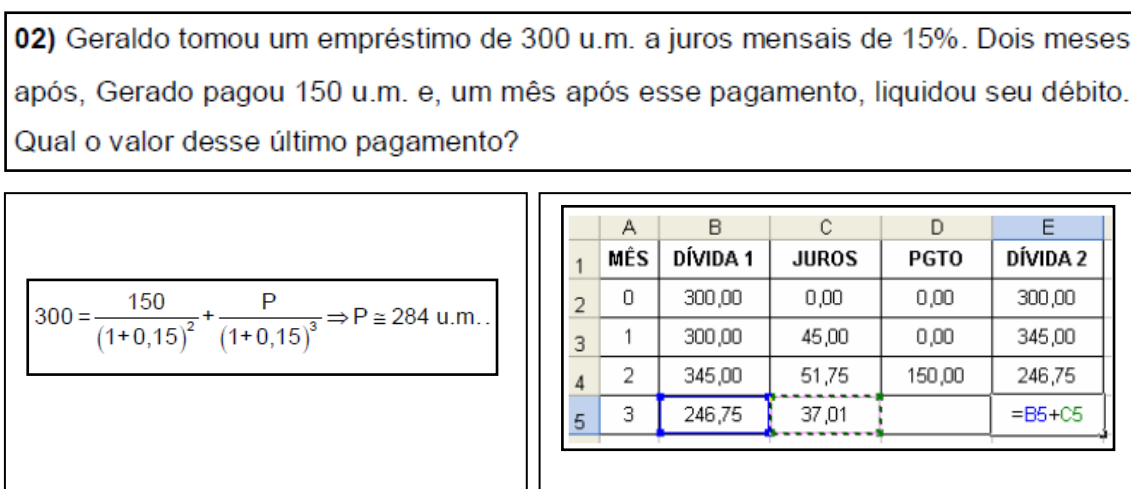 02) Geraldo tomou um empréstimo de 300 u.m. a juros mensais de 15%. Dois meses
após, Gerado pagou 150 u.m. e, um mês após esse pagamento, liquidou seu débito.
Qual o valor desse último pagamento?
300 = 150/(1+0,15)² + P/(1+0,15)³ ⇒ P ≅ 284 u.m..
A B C D E
1 MÊS DÍVIDA 1 JUROS PGTO DÍVIDA 2
2 0 300,00 0,00 0,00 300,00
3 1 300,00 45,00 0,00 345,00
4 2 345,00 51,75 150,00 246,75
5 3 246,75 37,01 =B5+C5